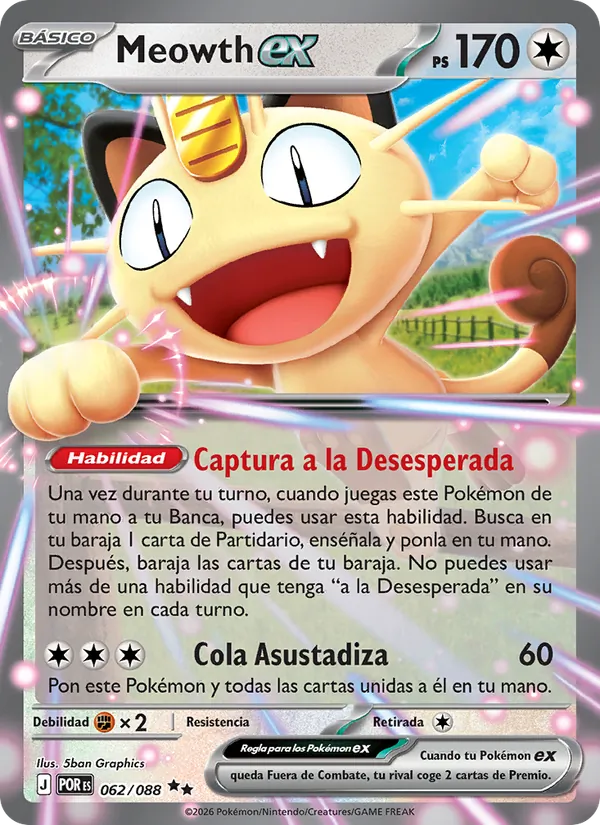 BÁSICO Meowth ex PS 170
Habilidad Captura a la Desesperada
Una vez durante tu turno, cuando juegas este Pokémon de
tu mano a tu Banca, puedes usar esta habilidad. Busca en
tu baraja 1 carta de Partidario, enséñala y ponla en tu mano.
Después, baraja las cartas de tu baraja. No puedes usar
más de una habilidad que tenga “a la Desesperada” en su
nombre en cada turno.
Cola Asustadiza 60
Pon este Pokémon y todas las cartas unidas a él en tu mano.
Debilidad ×2 Resistencia Retirada
Ilus. 5ban Graphics
Regla para los Pokémon ex Cuando tu Pokémon ex
queda Fuera de Combate, tu rival coge 2 cartas de Premio.
J POR ES 062/088 ★★
©2026 Pokémon/Nintendo/Creatures/GAME FREAK